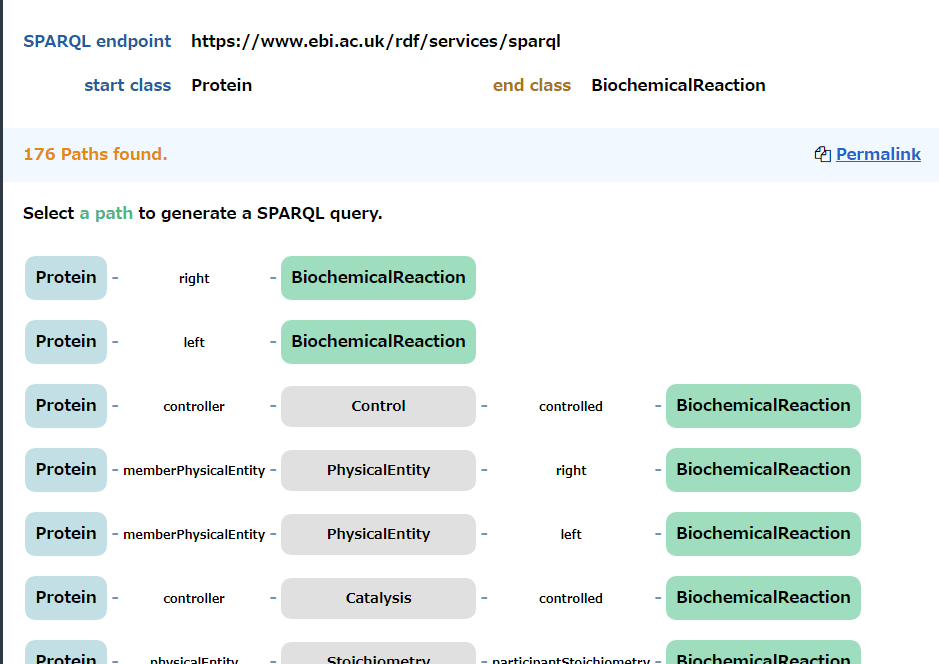 SPARQL endpoint https://www.ebi.ac.uk/rdf/services/sparql
start class Protein end class BiochemicalReaction
176 Paths found. Permalink
Select a path to generate a SPARQL query.
Protein - right - BiochemicalReaction
Protein - left - BiochemicalReaction
Protein - controller - Control - controlled - BiochemicalReaction
Protein - memberPhysicalEntity - PhysicalEntity - right - BiochemicalReaction
Protein - memberPhysicalEntity - PhysicalEntity - left - BiochemicalReaction
Protein - controller - Catalysis - controlled - BiochemicalReaction
Protein - physicalEntity - Stoichiometry - participantStoichiometry - BiochemicalReaction